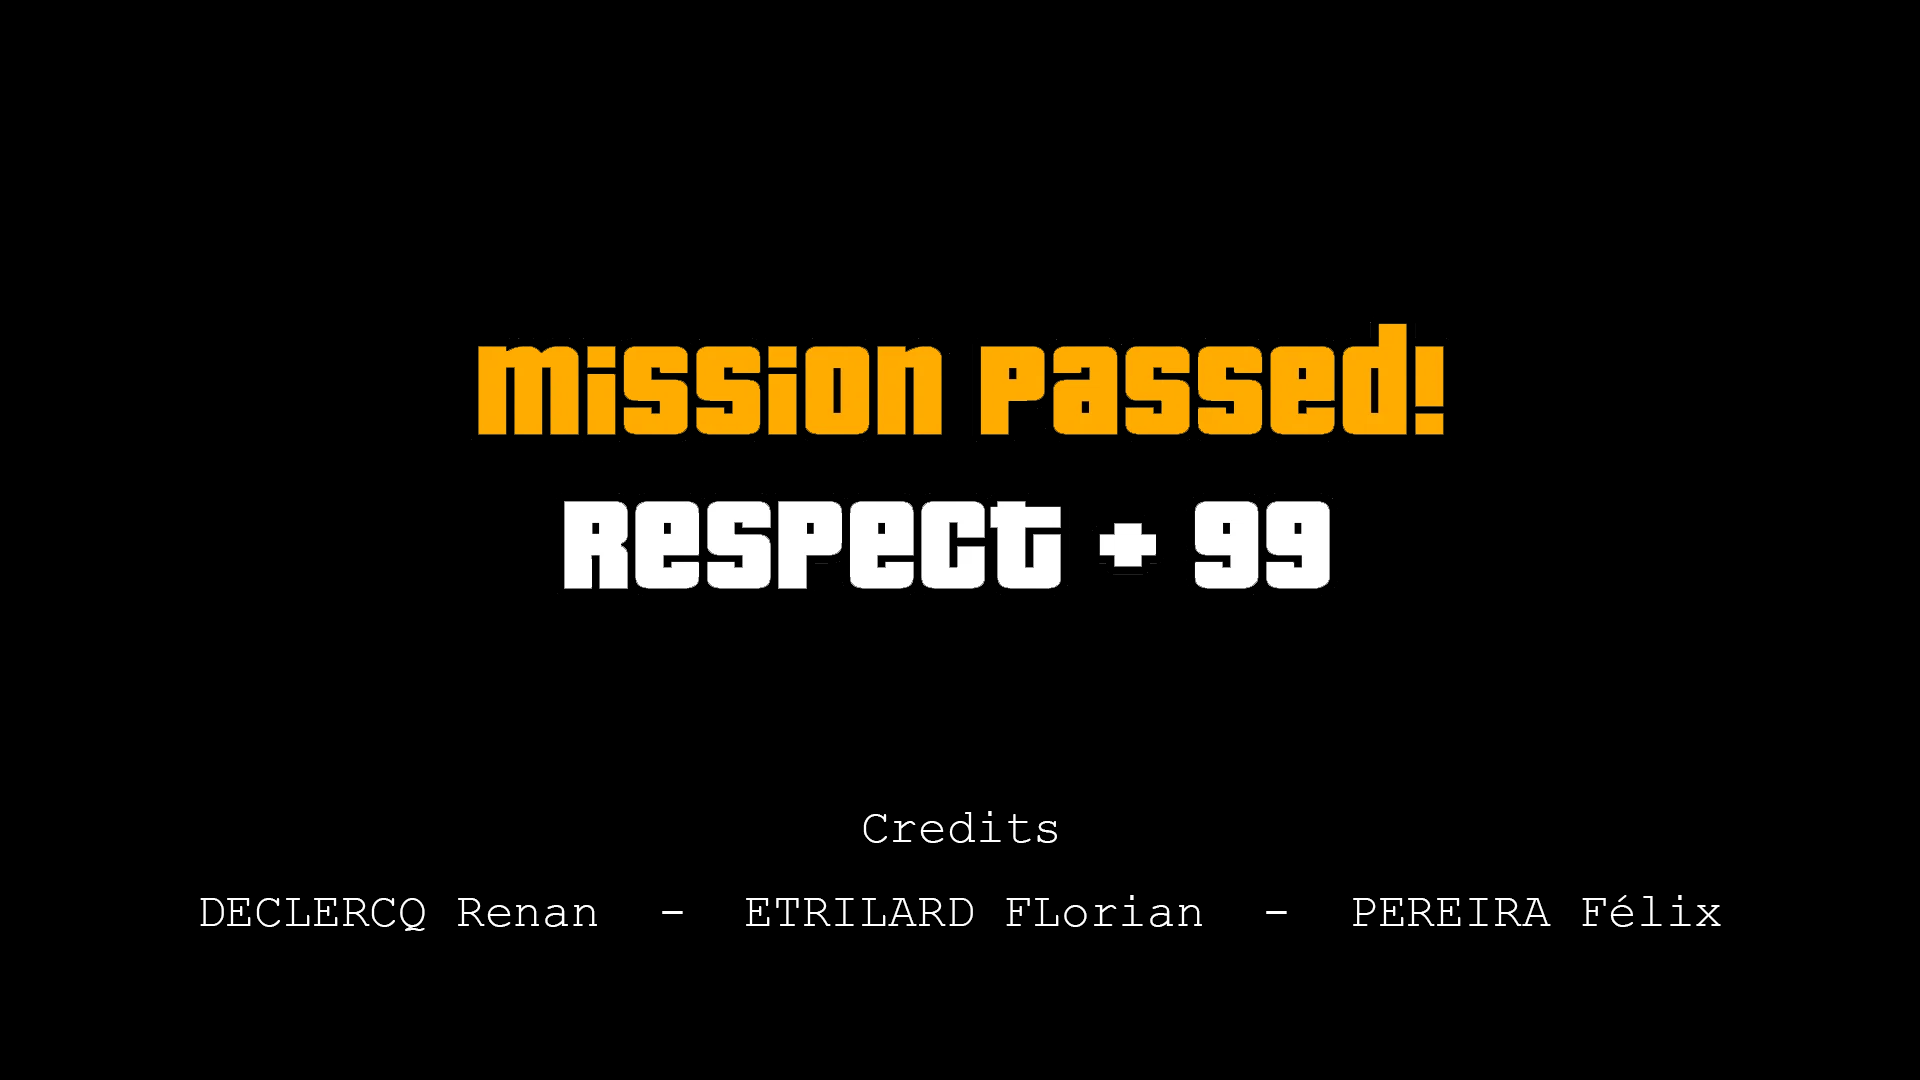 mission passed!
Respect + 99
Credits
DECLERCQ Renan - ETRILARD FLorian - PEREIRA Félix